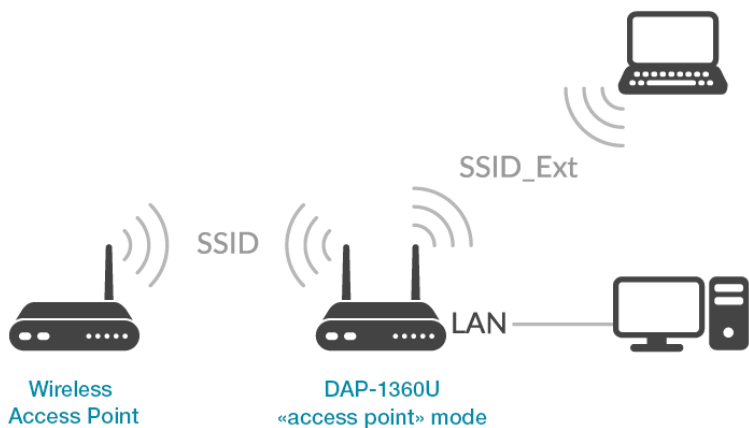 SSID_Ext
SSID
LAN
Wireless
Access Point
DAP-1360U
«access point» mode